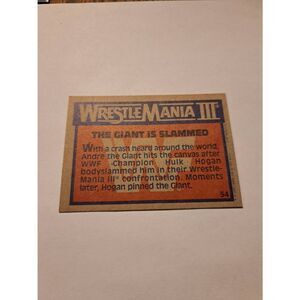 WRESTLEMANIA III
THE GIANT IS SLAMMED
With a crash heard around the world,
Andre the Giant hits the canvas after
WWF Champion Hulk Hogan
bodyslammed him in their Wrestle-
Mania III® confrontation. Moments
later, Hogan pinned the Giant.
54